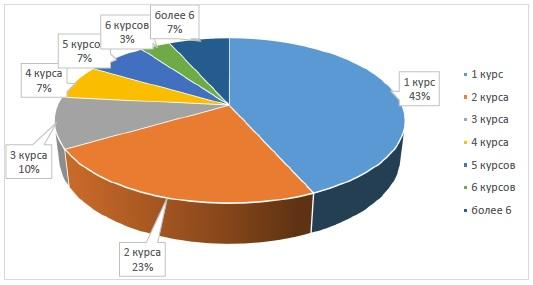 более 6
7%
6 курсов
3%
5 курсов
7%
4 курса
7%
3 курса
10%
2 курса
23%
1 курс
43%
1 курс
2 курса
3 курса
4 курса
5 курсов
6 курсов
более 6